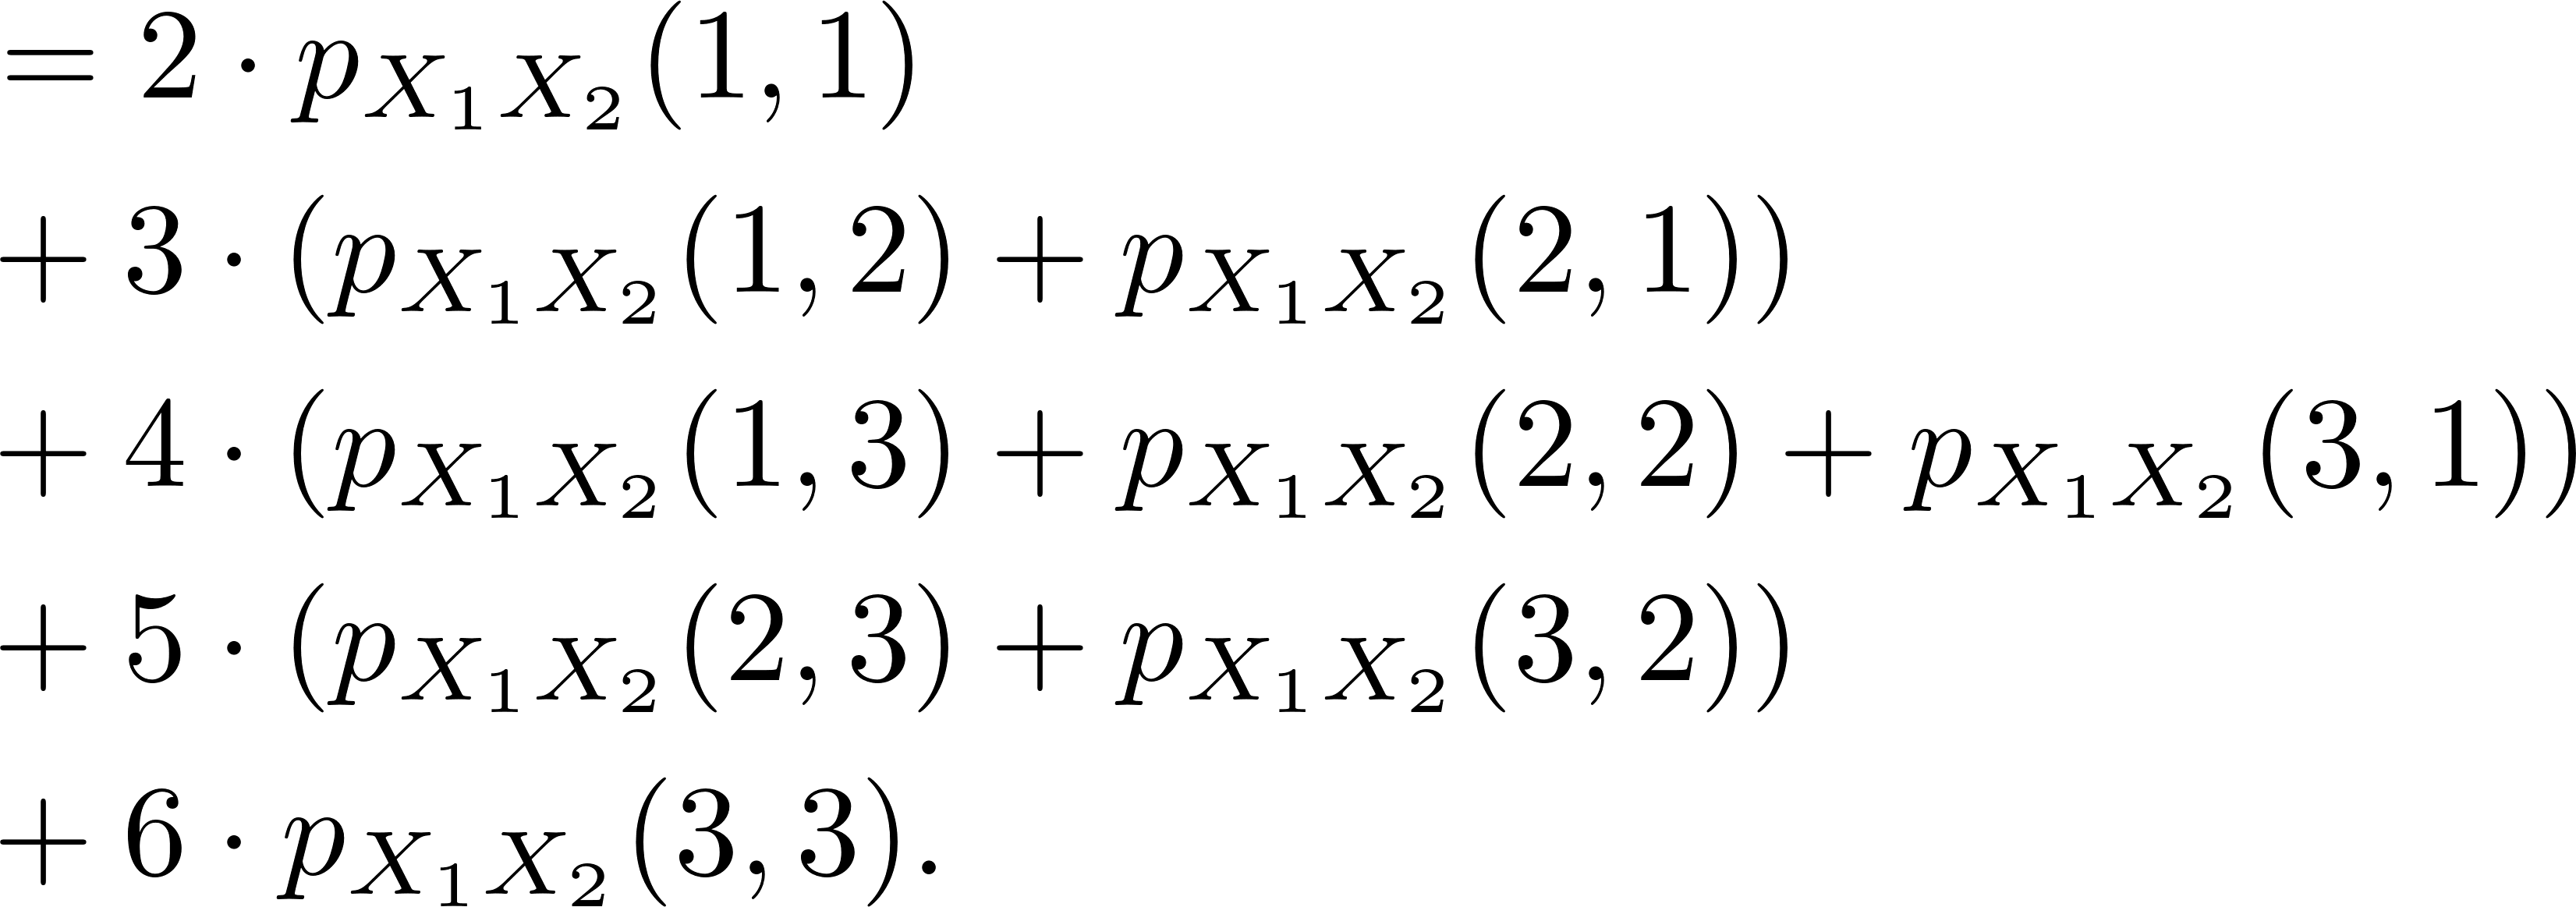 = 2 · p_{X_1 X_2}(1, 1)
+ 3 · (p_{X_1 X_2}(1, 2) + p_{X_1 X_2}(2, 1))
+ 4 · (p_{X_1 X_2}(1, 3) + p_{X_1 X_2}(2, 2) + p_{X_1 X_2}(3, 1))
+ 5 · (p_{X_1 X_2}(2, 3) + p_{X_1 X_2}(3, 2))
+ 6 · p_{X_1 X_2}(3, 3).